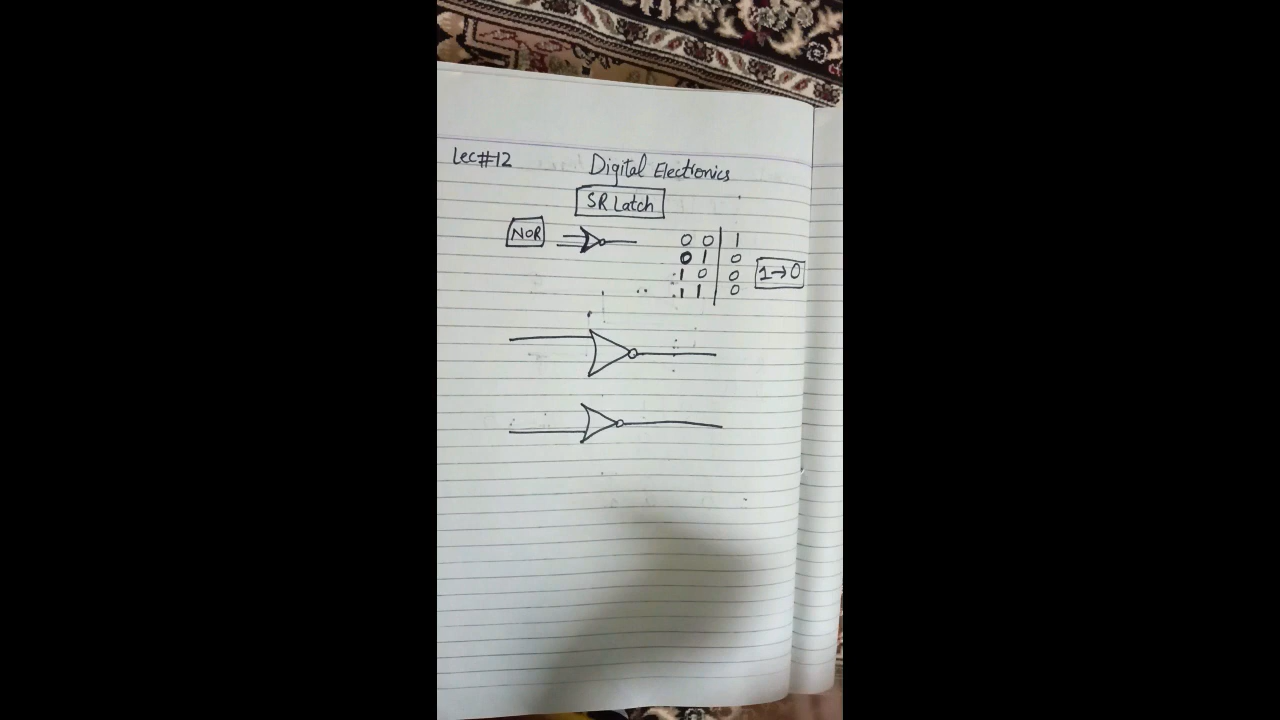 Lec#12
Digital Electronics
SR Latch
NOR
0 0 1
0 1 0
1 0 0
1 1 0
1→0